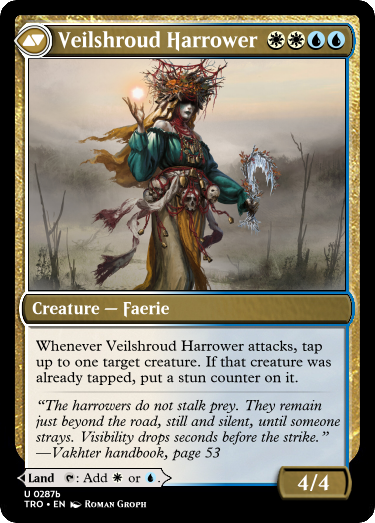 Veilshroud Harrower
Creature — Faerie
Whenever Veilshroud Harrower attacks, tap
up to one target creature. If that creature was
already tapped, put a stun counter on it.
“The harrowers do not stalk prey. They remain
just beyond the road, still and silent, until someone
strays. Visibility drops seconds before the strike.”
—Vakhter handbook, page 53
Land : Add or .
4/4
U 0287b
TRO • EN Roman Groph